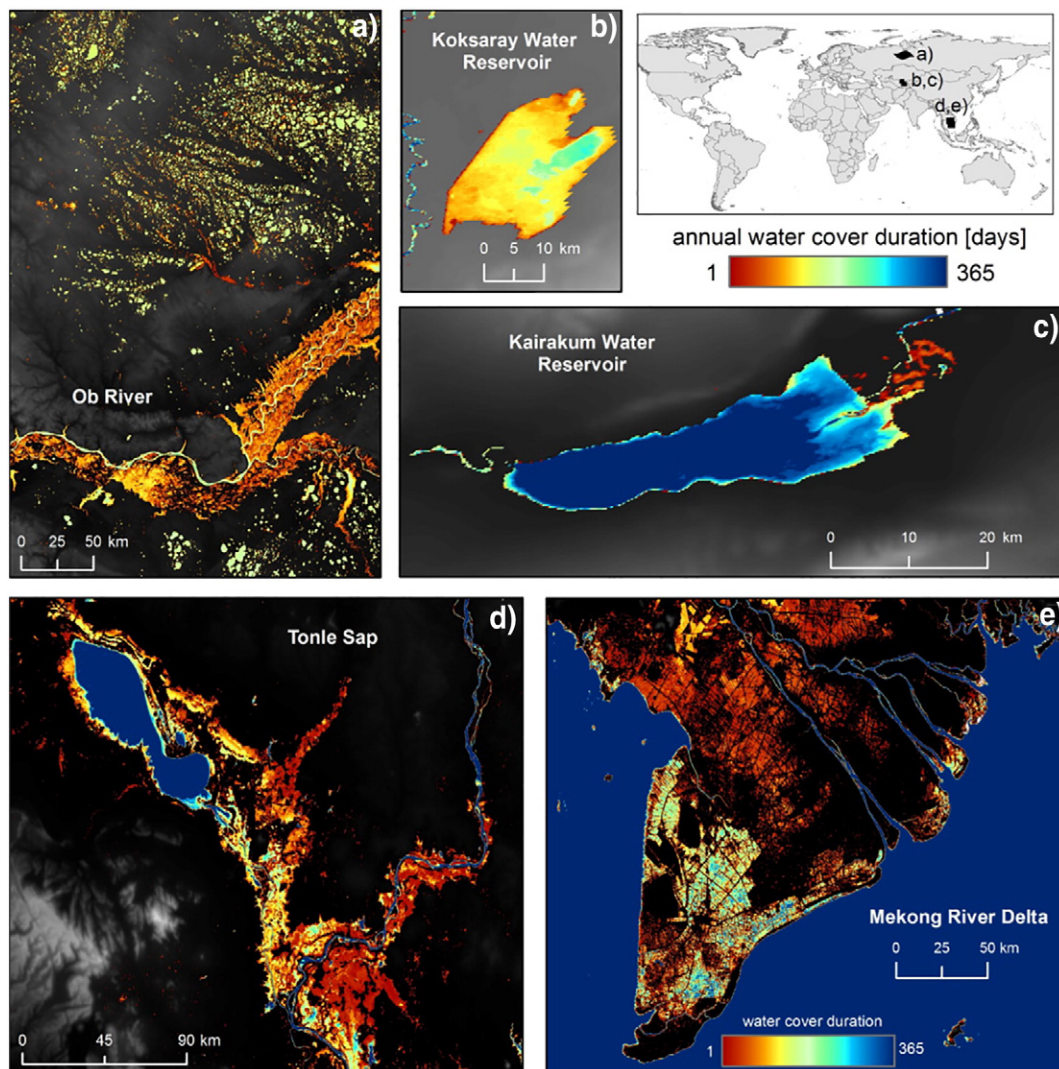 a)
Ob River
0 25 50 km
b)
Koksaray Water
Reservoir
0 5 10
km
a)
b,c)
d,e)
annual water cover duration [days]
1 365
c)
Kairakum Water
Reservoir
km
0 10 20
d)
Tonle Sap
km
0 45 90
e)
Mekong River Delta
0 25 50
km
water cover duration
1 365